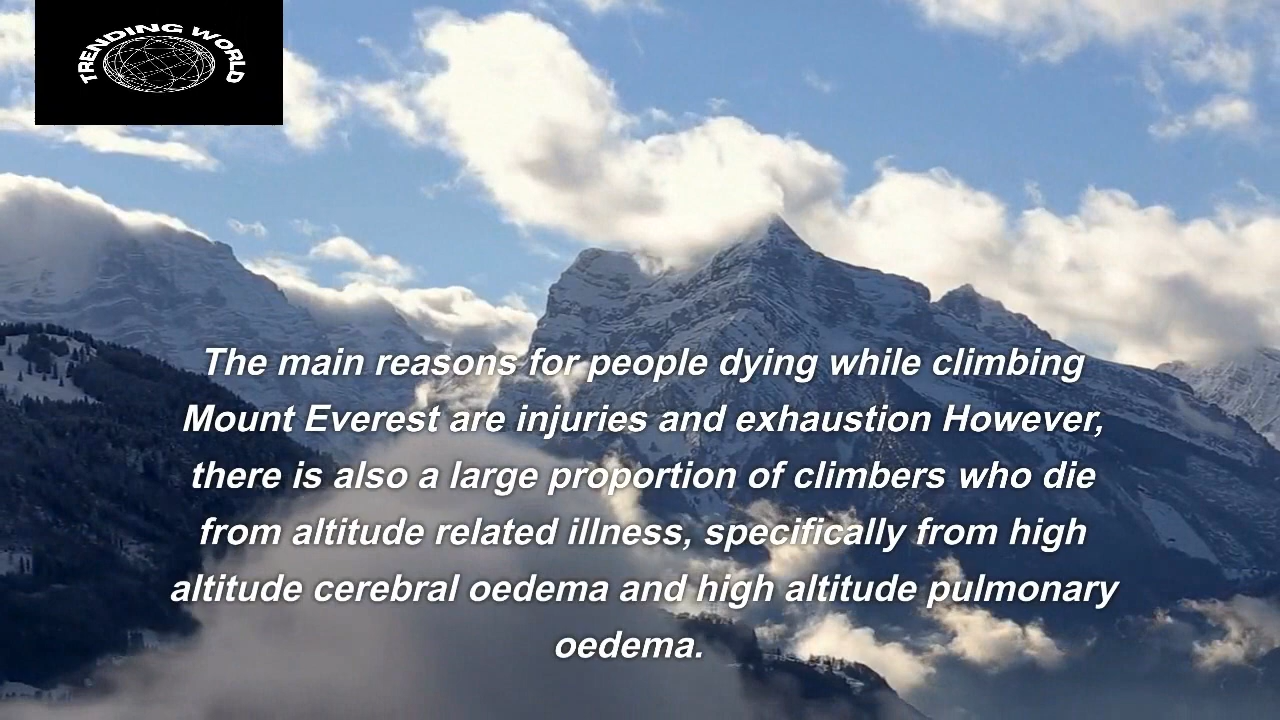 TRENDING WORLD
The main reasons for people dying while climbing
Mount Everest are injuries and exhaustion However,
there is also a large proportion of climbers who die
from altitude related illness, specifically from high
altitude cerebral oedema and high altitude pulmonary
oedema.